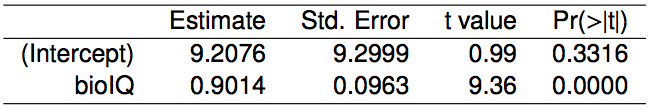 Estimate Std. Error t value Pr(>|t|)
(Intercept) 9.2076 9.2999 0.99 0.3316
bioIQ 0.9014 0.0963 9.36 0.0000